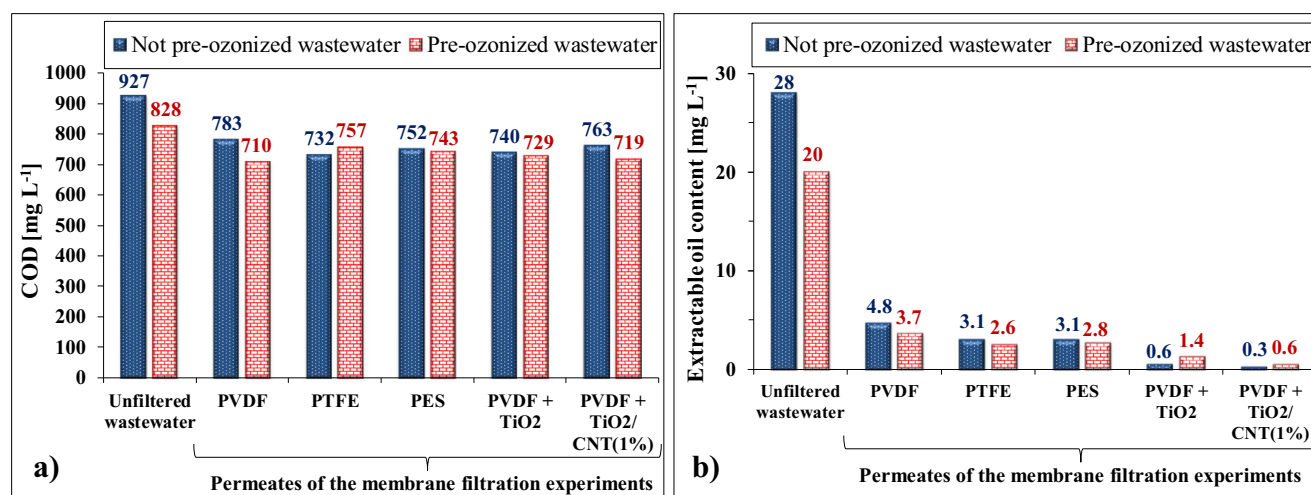 Not pre-ozonized wastewater Pre-ozonized wastewater
COD [mg L-1]
1000
900
800
700
600
500
400
300
200
100
0
927 828
783 710
732 757
752 743
740 729
763 719
Unfiltered wastewater
PVDF
PTFE
PES
PVDF + TiO2
PVDF + TiO2/ CNT(1%)
a)
Permeates of the membrane filtration experiments
Not pre-ozonized wastewater Pre-ozonized wastewater
Extractable oil content [mg L-1]
30
20
10
0
28 20
4.8 3.7
3.1 2.6
3.1 2.8
0.6 1.4
0.3 0.6
Unfiltered wastewater
PVDF
PTFE
PES
PVDF + TiO2
PVDF + TiO2/ CNT(1%)
b)
Permeates of the membrane filtration experiments